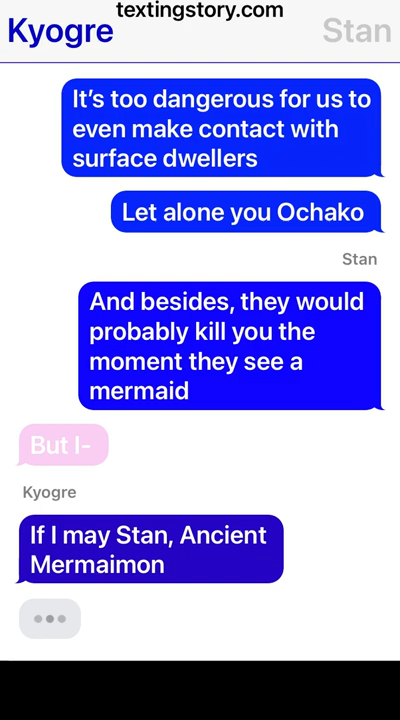 textingstory.com
Kyogre
Stan
It’s too dangerous for us to
even make contact with
surface dwellers
Let alone you Ochako
Stan
And besides, they would
probably kill you the
moment they see a
mermaid
But I-
Kyogre
If I may Stan, Ancient
Mermaimon